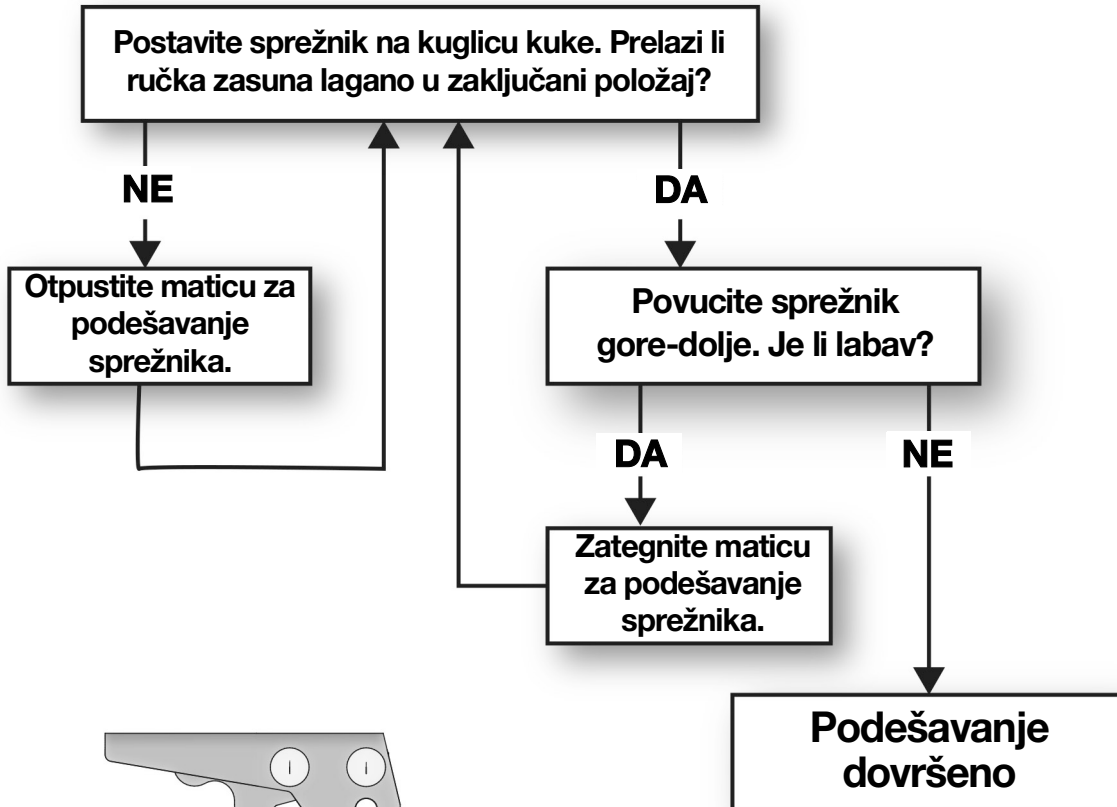 Postavite sprežnik na kuglicu kuke. Prelazi li
ručka zasuna lagano u zaključani položaj?
NE
DA
Otpustite maticu za
podešavanje
sprežnika.
Povucite sprežnik
gore-dolje. Je li labav?
DA
NE
Zategnite maticu
za podešavanje
sprežnika.
Podešavanje
dovršeno